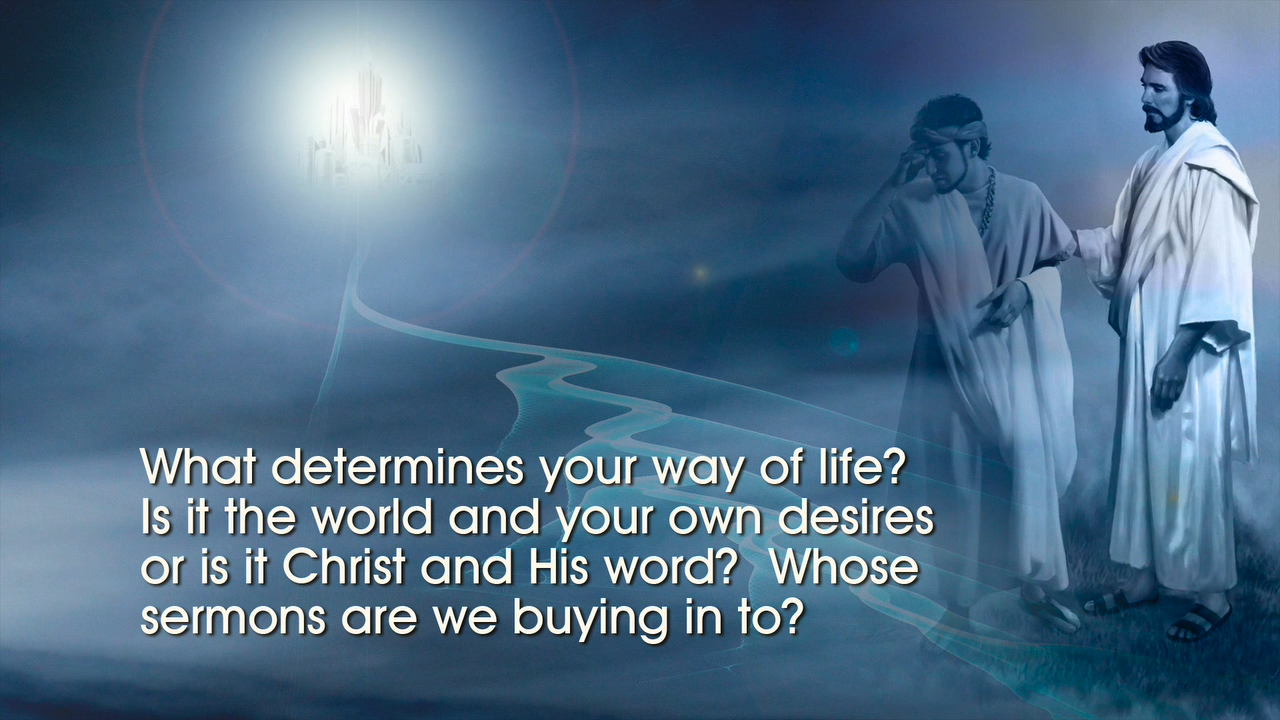 What determines your way of life?
Is it the world and your own desires
or is it Christ and His word?  Whose
sermons are we buying in to?